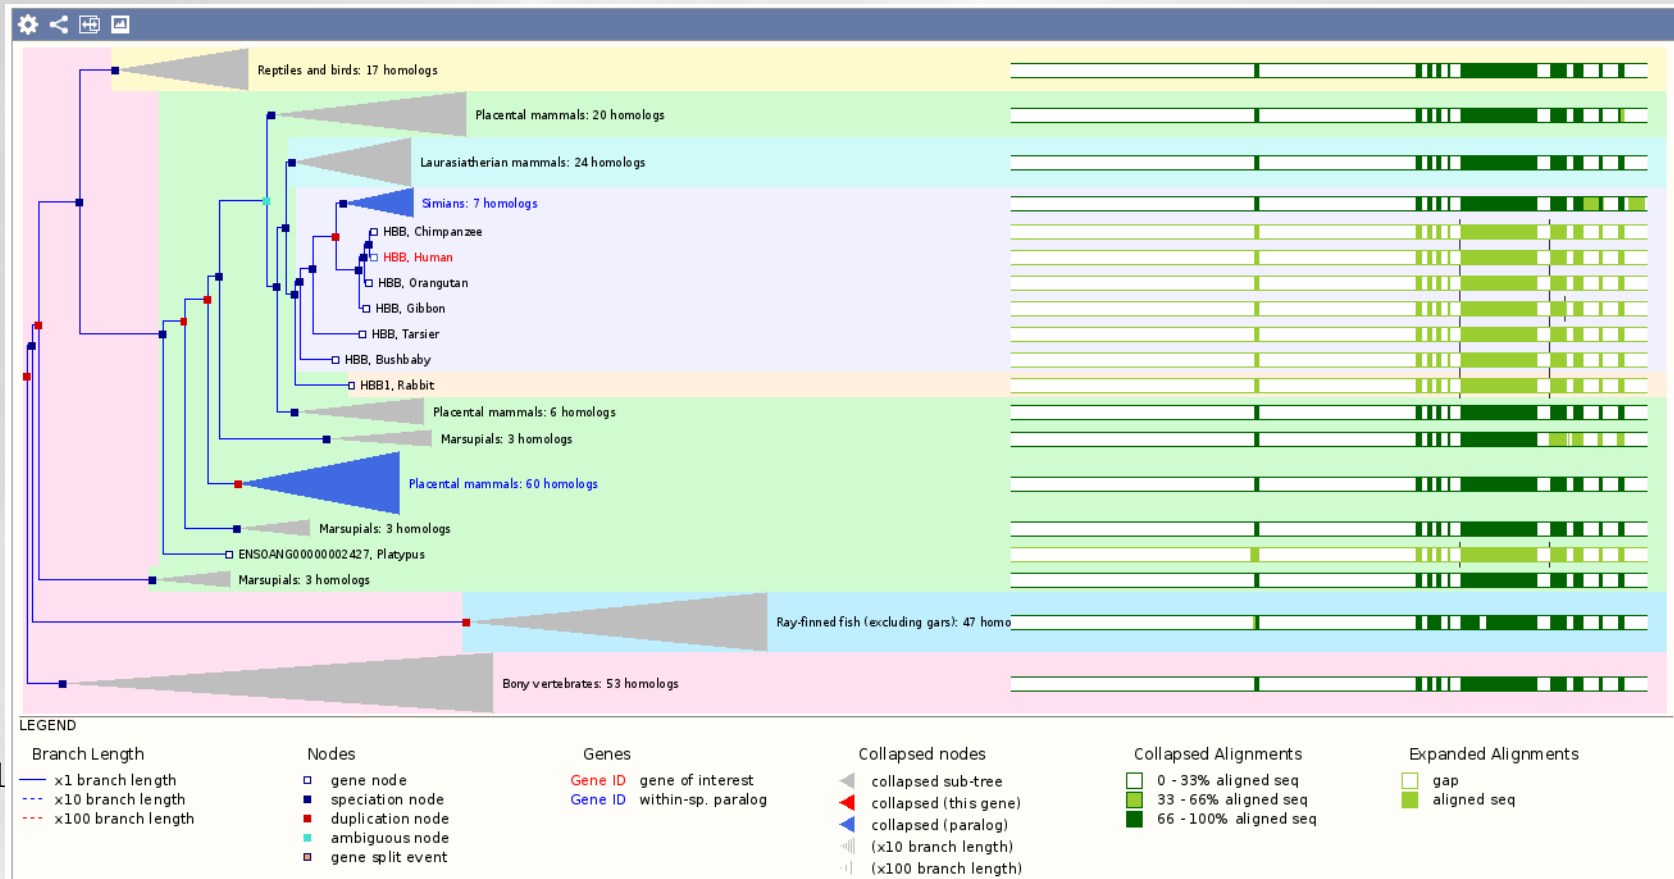 Reptiles and birds: 17 homologs
Placental mammals: 20 homologs
Laurasiatherian mammals: 24 homologs
Simians: 7 homologs
HBB, Chimpanzee
HBB, Human
HBB, Orangutan
HBB, Gibbon
HBB, Tarsier
HBB, Bushbaby
HBB1, Rabbit
Placental mammals: 6 homologs
Marsupials: 3 homologs
Placental mammals: 60 homologs
Marsupials: 3 homologs
ENSOANG00000002427, Platypus
Marsupials: 3 homologs
Ray-finned fish (excluding gars): 47 homo
Bony vertebrates: 53 homologs
LEGEND
Branch Length
x1 branch length
x10 branch length
x100 branch length
Nodes
gene node
speciation node
duplication node
ambiguous node
gene split event
Genes
Gene ID gene of interest
Gene ID within-sp. paralog
Collapsed nodes
collapsed sub-tree
collapsed (this gene)
collapsed (paralog)
(x10 branch length)
(x100 branch length)
Collapsed Alignments
0 - 33% aligned seq
33 - 66% aligned seq
66 - 100% aligned seq
Expanded Alignments
gap
aligned seq